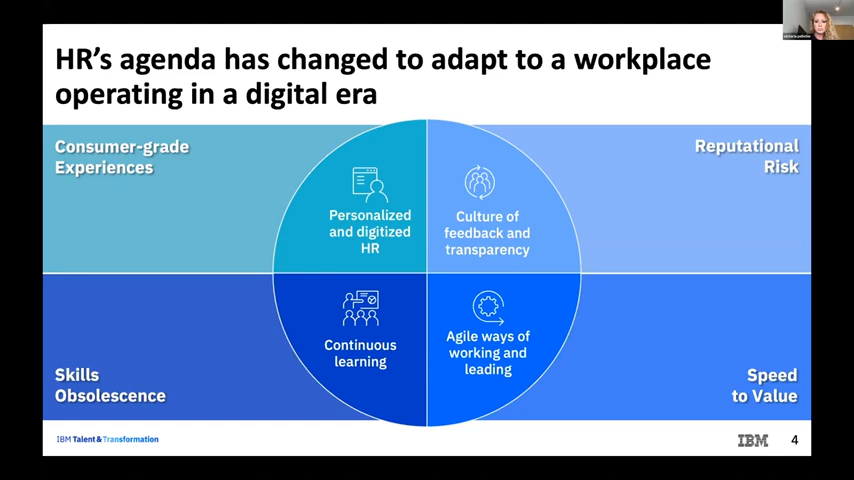 HR's agenda has changed to adapt to a workplace
operating in a digital era
Consumer-grade
Experiences
Personalized
and digitized
HR
Culture of
feedback and
transparency
Reputational
Risk
Skills
Obsolescence
Continuous
learning
Agile ways of
working and
leading
Speed
to Value
IBM Talent & Transformation
IBM
4
victoria pelletier